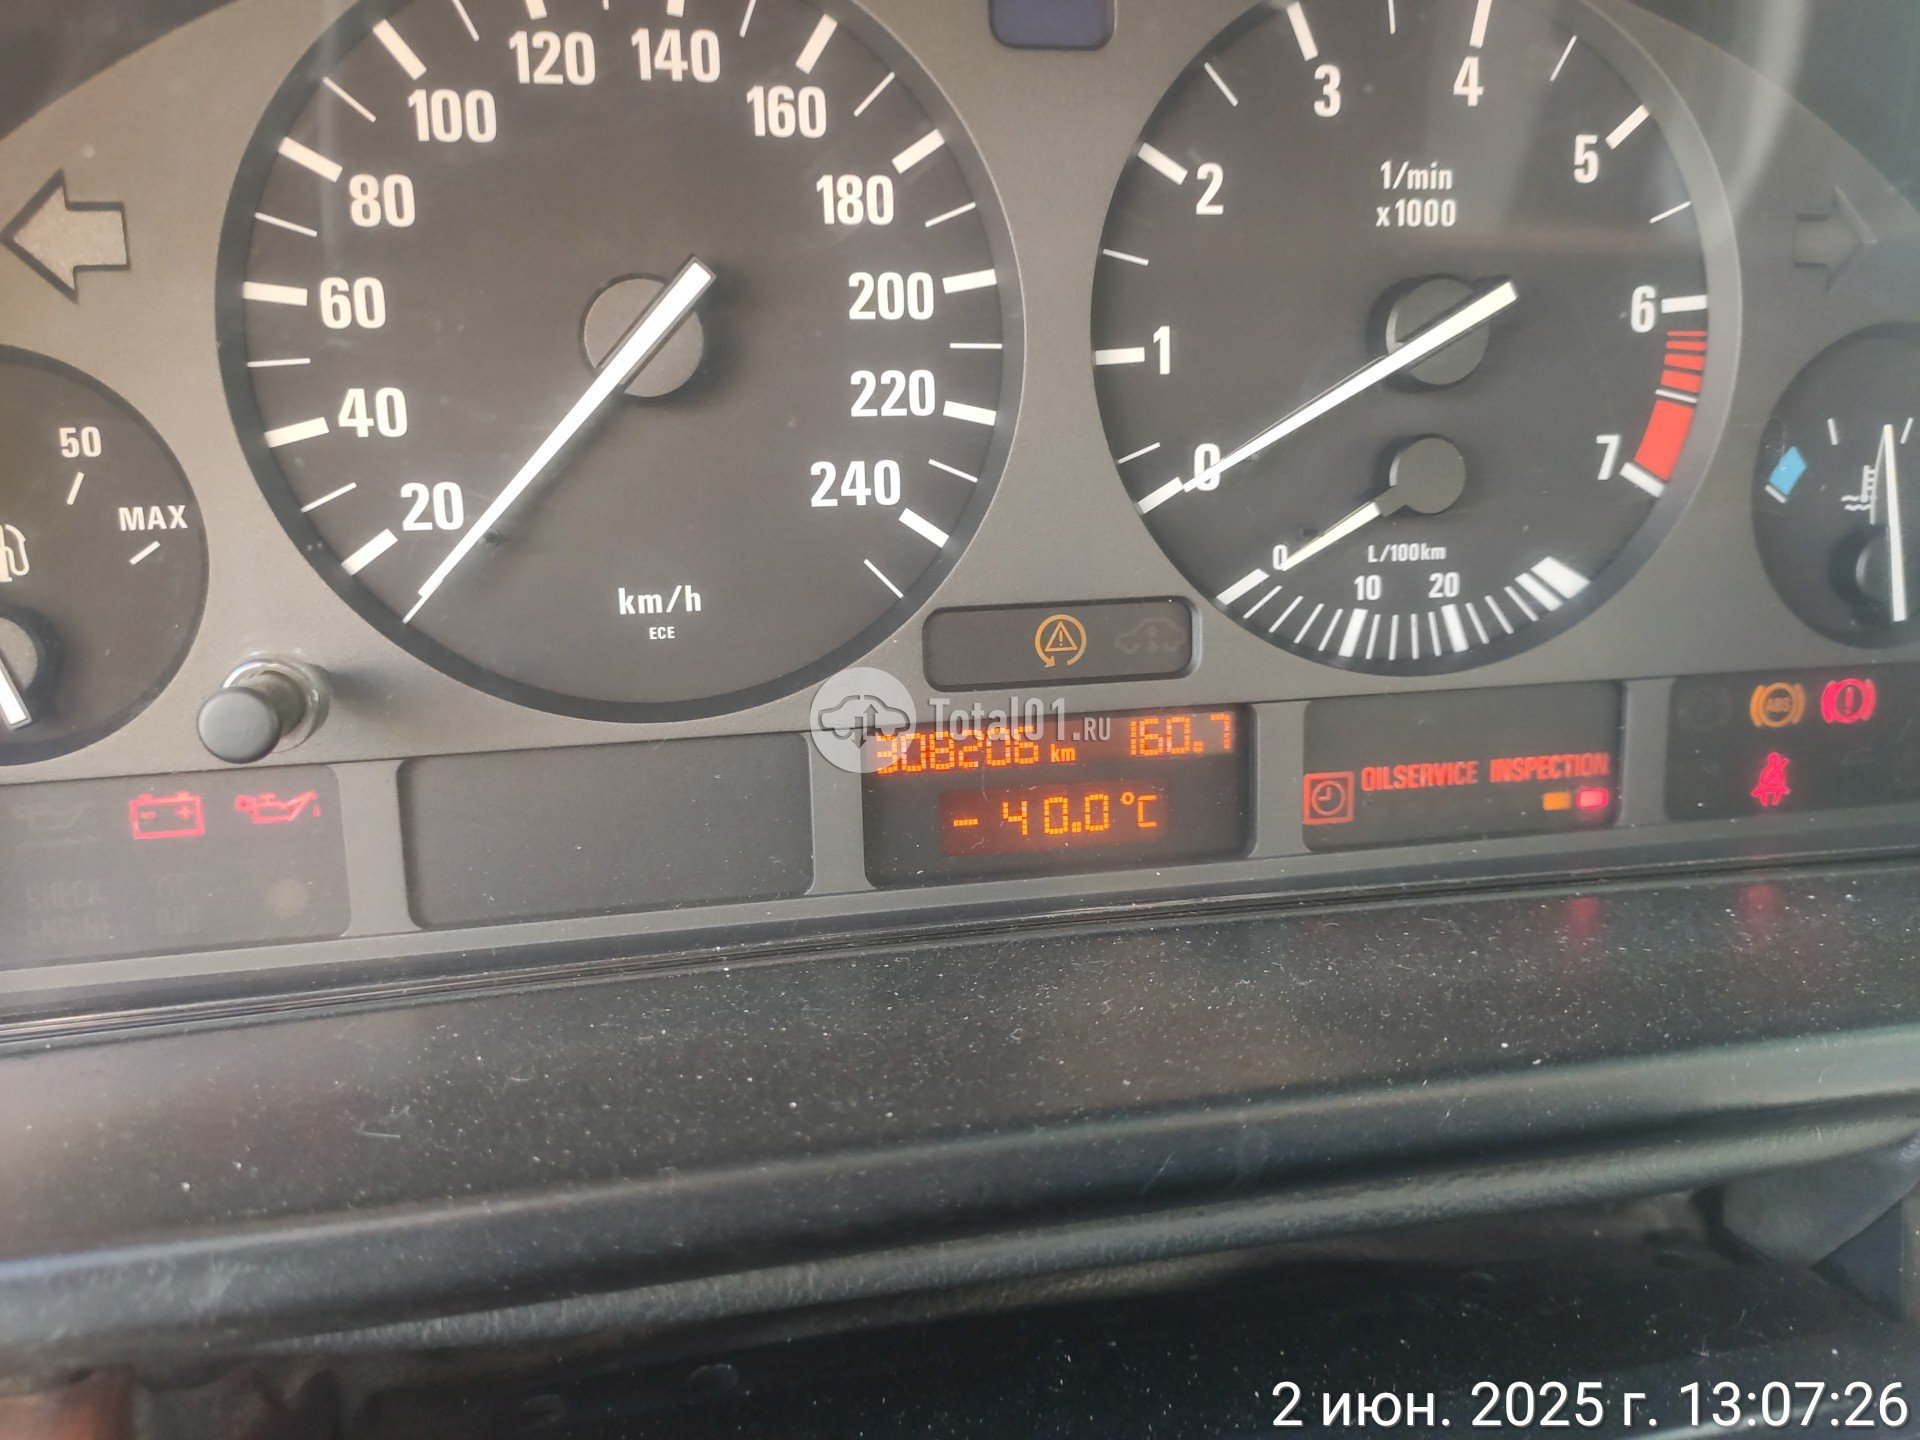 120 140
100 160
80 180
60 200
40 220
20 240
km/h
ECE
50
MAX
3 4
2 5
1/min
x1000
1 6
0 7
0
L/100km
10 20
Total01.RU
308206 km 160.7
-40.0°C
OILSERVICE INSPECTION
ABS
CHECK
ENGINE
2 июн. 2025 г. 13:07:26